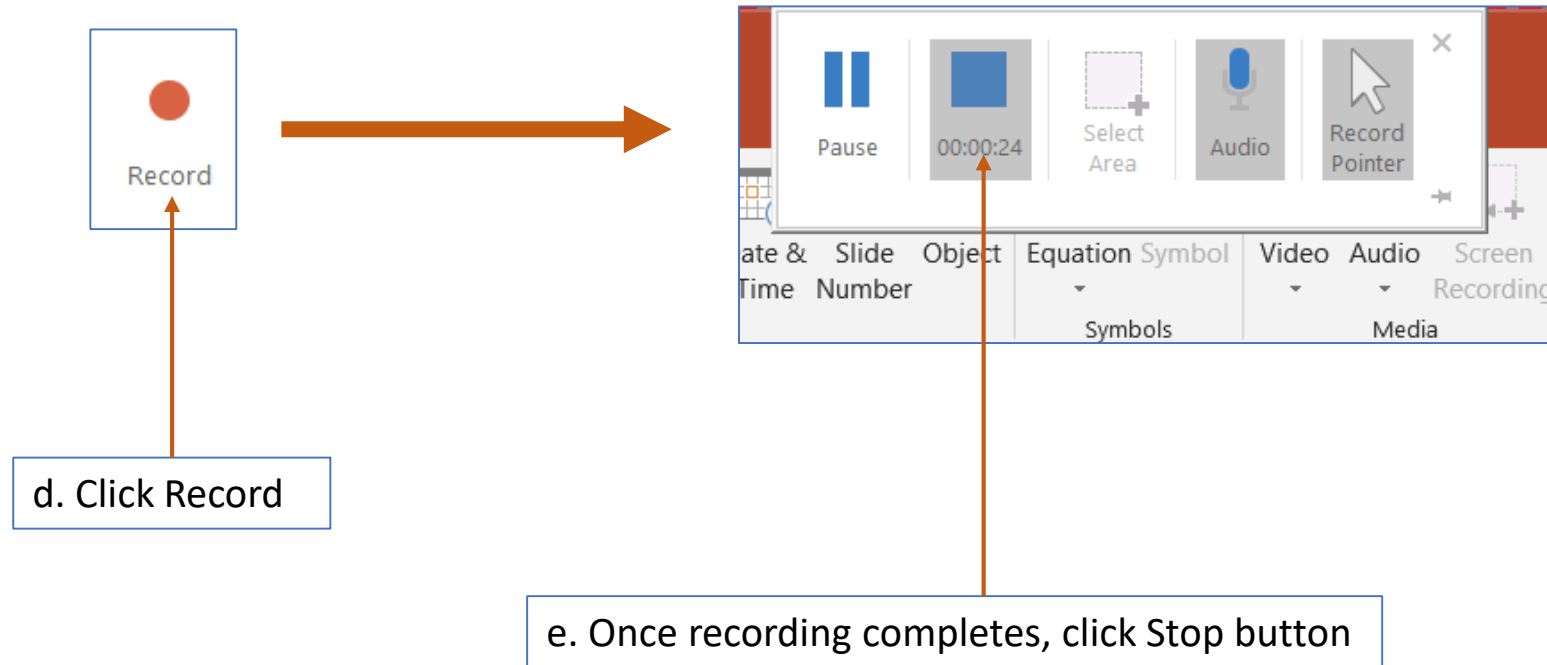 Record
d. Click Record
Pause
00:00:24
Select
Area
Audio
Record
Pointer
ate & Slide Object Equation Symbol Video Audio Screen
Time Number Recording
Symbols Media
e. Once recording completes, click Stop button